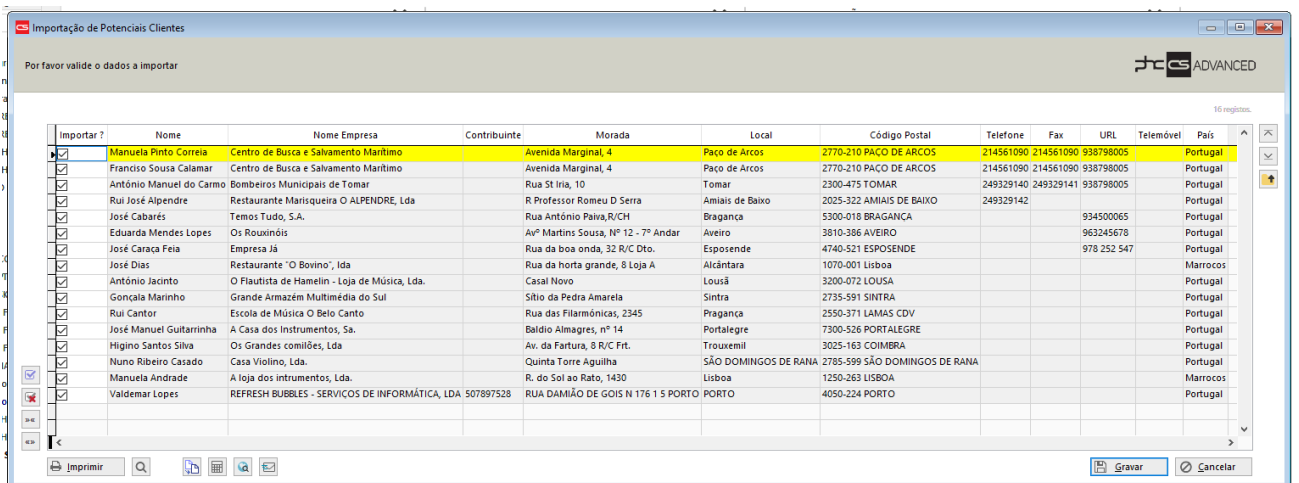 cs Importação de Potenciais Clientes
Por favor valide o dados a importar
phc cs ADVANCED
16 registos.
Importar ? Nome Nome Empresa Contribuinte Morada Local Código Postal Telefone Fax URL Telemóvel País
Manuela Pinto Correia Centro de Busca e Salvamento Marítimo Avenida Marginal, 4 Paço de Arcos 2770-210 PAÇO DE ARCOS 214561090 214561090 938798005 Portugal
Franciso Sousa Calamar Centro de Busca e Salvamento Marítimo Avenida Marginal, 4 Paço de Arcos 2770-210 PAÇO DE ARCOS 214561090 214561090 938798005 Portugal
António Manuel do Carmo Bombeiros Municipais de Tomar Rua St Iria, 10 Tomar 2300-475 TOMAR 249329140 249329141 938798005 Portugal
Rui José Alpendre Restaurante Marisqueira O ALPENDRE, Lda R Professor Romeu D Serra Amiais de Baixo 2025-322 AMIAIS DE BAIXO 249329142 Portugal
José Cabarés Temos Tudo, S.A. Rua António Paiva,R/CH Bragança 5300-018 BRAGANÇA 934500065 Portugal
Eduarda Mendes Lopes Os Rouxinóis Avº Martins Sousa, Nº 12 - 7º Andar Aveiro 3810-386 AVEIRO 963245678 Portugal
José Caraça Feia Empresa Já Rua da boa onda, 32 R/C Dto. Esposende 4740-521 ESPOSENDE 978 252 547 Portugal
José Dias Restaurante "O Bovino", lda Rua da horta grande, 8 Loja A Alcântara 1070-001 Lisboa Marrocos
António Jacinto O Flautista de Hamelin - Loja de Música, Lda. Casal Novo Lousã 3200-072 LOUSA Portugal
Gonçala Marinho Grande Armazém Multimédia do Sul Sítio da Pedra Amarela Sintra 2735-591 SINTRA Portugal
Rui Cantor Escola de Música O Belo Canto Rua das Filarmónicas, 2345 Pragança 2550-371 LAMAS CDV Portugal
José Manuel Guitarrinha A Casa dos Instrumentos, Sa. Baldio Almagres, nº 14 Portalegre 7300-526 PORTALEGRE Portugal
Higino Santos Silva Os Grandes comilões, Lda Av. da Fartura, 8 R/C Frt. Trouxemil 3025-163 COIMBRA Portugal
Nuno Ribeiro Casado Casa Violino, Lda. Quinta Torre Aguilha SÃO DOMINGOS DE RANA 2785-599 SÃO DOMINGOS DE RANA Portugal
Manuela Andrade A loja dos intrumentos, Lda. R. do Sol ao Rato, 1430 Lisboa 1250-263 LISBOA Marrocos
Valdemar Lopes REFRESH BUBBLES - SERVIÇOS DE INFORMÁTICA, LDA 507897528 RUA DAMIÃO DE GOIS N 176 1 5 PORTO PORTO 4050-224 PORTO Portugal
Imprimir Gravar Cancelar